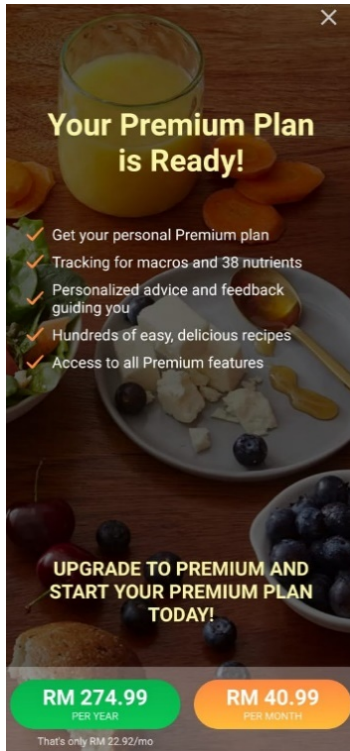 Your Premium Plan
is Ready!
Get your personal Premium plan
Tracking for macros and 38 nutrients
Personalized advice and feedback
guiding you
Hundreds of easy, delicious recipes
Access to all Premium features
UPGRADE TO PREMIUM AND
START YOUR PREMIUM PLAN
TODAY!
RM 274.99
PER YEAR
That's only RM 22.92/mo
RM 40.99
PER MONTH